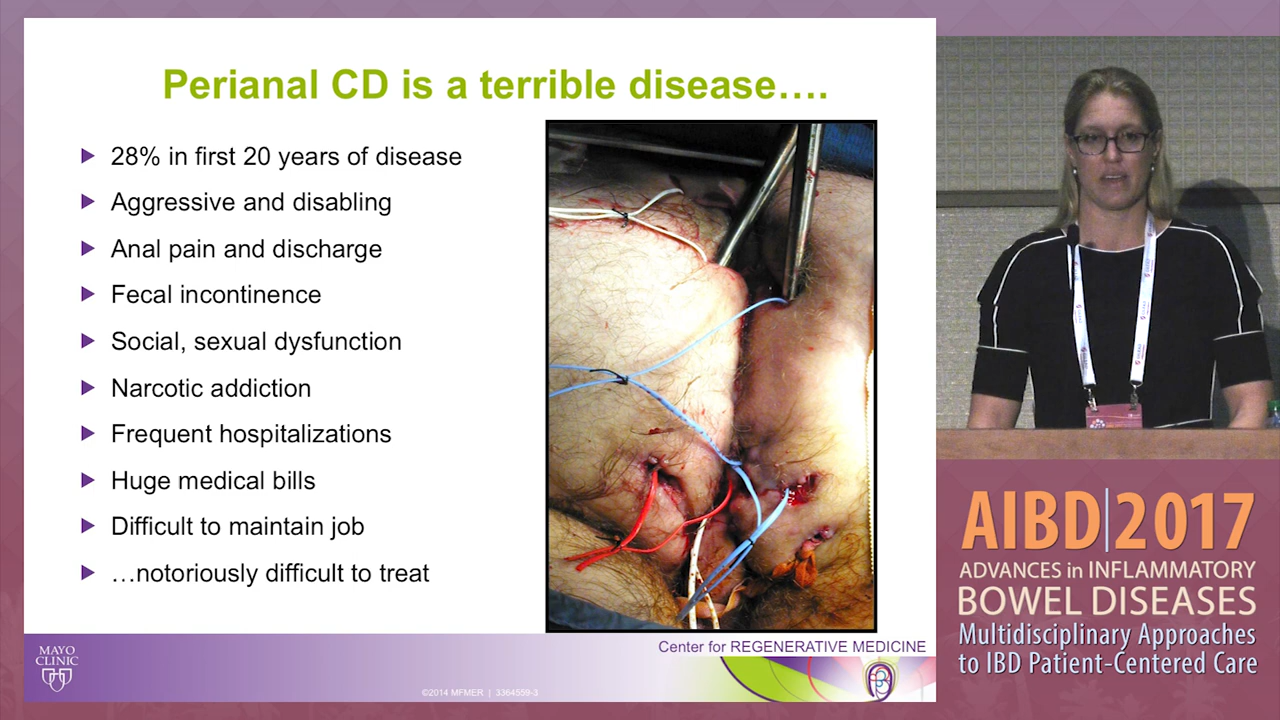 Perianal CD is a terrible disease….
28% in first 20 years of disease
Aggressive and disabling
Anal pain and discharge
Fecal incontinence
Social, sexual dysfunction
Narcotic addiction
Frequent hospitalizations
Huge medical bills
Difficult to maintain job
…notoriously difficult to treat
Center for REGENERATIVE MEDICINE
MAYO
CLINIC
©2014 MFMER | 3364559-3
AIBD|2017
ADVANCES in INFLAMMATORY
BOWEL DISEASES
Multidisciplinary Approaches
to IBD Patient-Centered Care